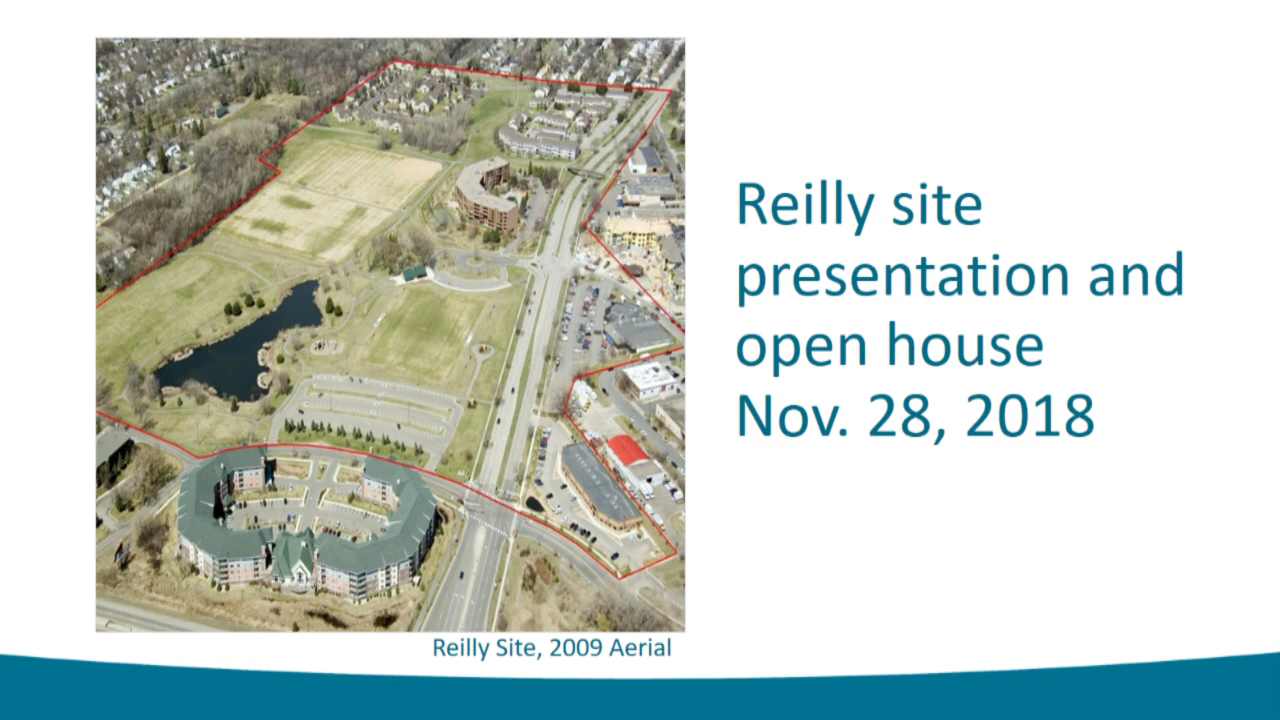 Reilly site
presentation and
open house
Nov. 28, 2018
Reilly Site, 2009 Aerial